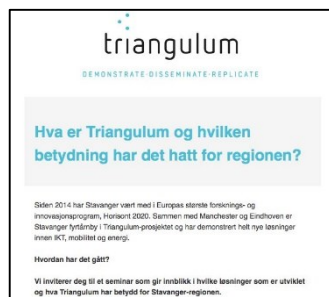 triangulum
DEMONSTRATE·DISSEMINATE·REPLICATE
Hva er Triangulum og hvilken
betydning har det hatt for regionen?
Siden 2014 har Stavanger vært med i Europas største forsknings- og
innovasjonsprogram, Horisont 2020. Sammen med Manchester og Eindhoven er
Stavanger fyrtårnby i Triangulum-prosjektet og har demonstrert helt nye løsninger
innen IKT, mobilitet og energi.
Hvordan har det gått?
Vi inviterer deg til et seminar som gir innblikk i hvilke løsninger som er utviklet
og hva Triangulum har betydd for Stavanger-regionen.